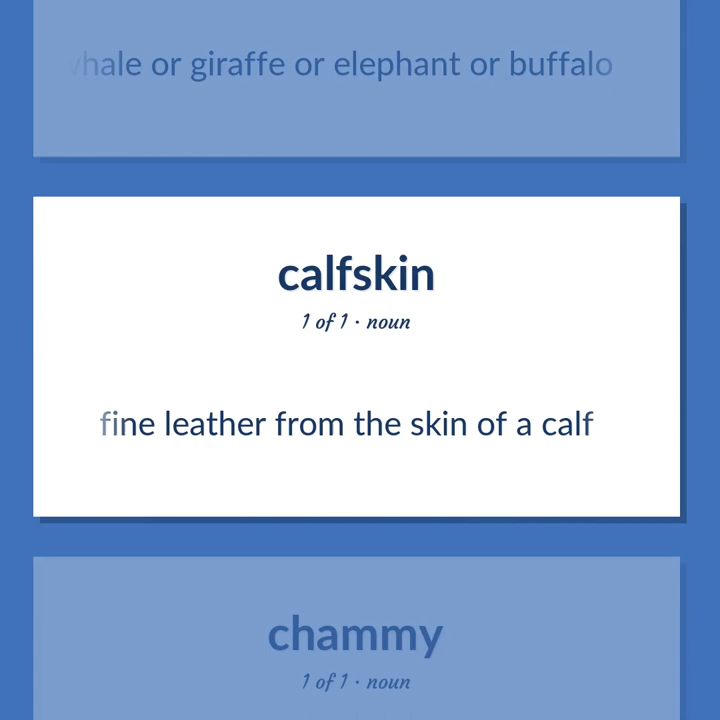 whale or giraffe or elephant or buffalo
calfskin
1 of 1 · noun
fine leather from the skin of a calf
chammy
1 of 1 · noun